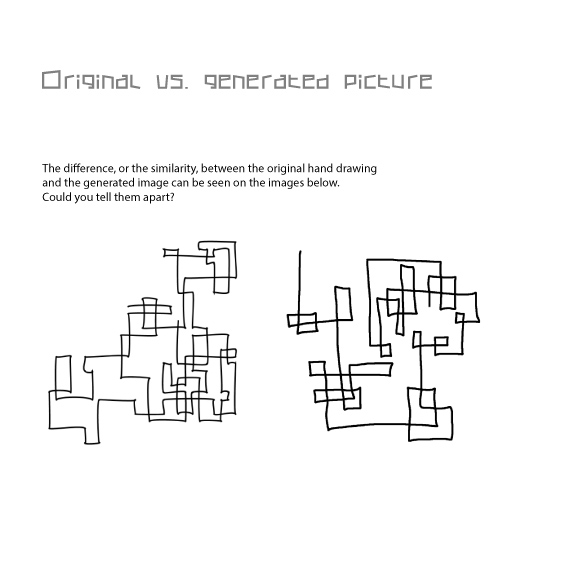 Original vs. generated picture
The difference, or the similarity, between the original hand drawing
and the generated image can be seen on the images below.
Could you tell them apart?